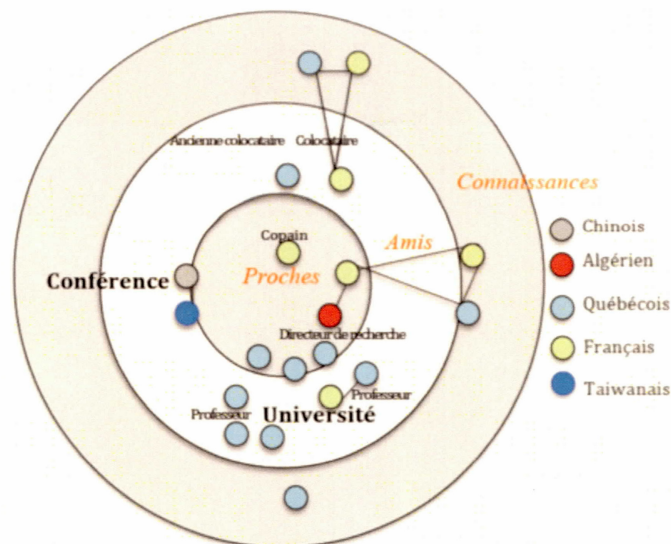 Ancienne colocataire
Colocataire
Connaissances
Copain
Amis
Proches
Conférence
Directeur de recherche
Professeur
Professeur
Université
Chinois
Algérien
Québécois
Français
Taiwanais